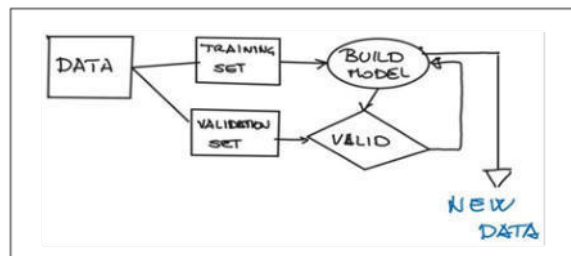 DATA
TRAINING
SET
BUILD
MODEL
VALIDATION
SET
VALID
NEW
DATA